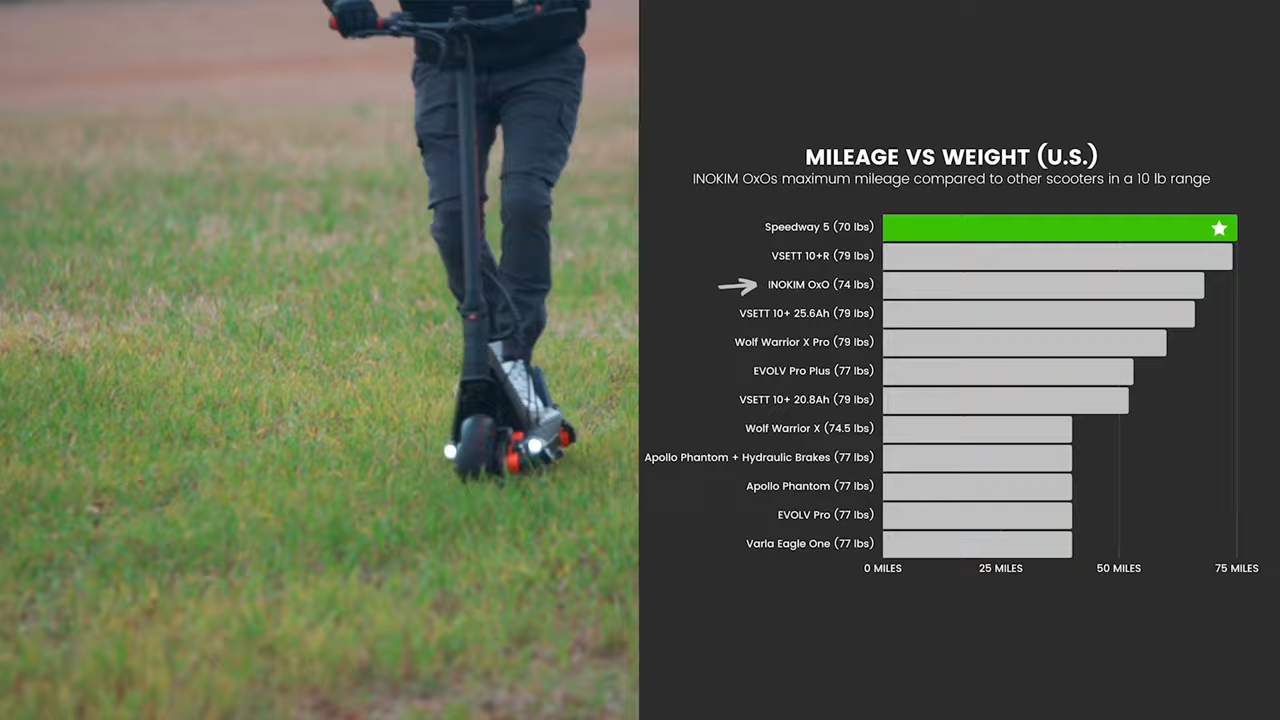 MILEAGE VS WEIGHT (U.S.)
INOKIM OxOs maximum mileage compared to other scooters in a 10 lb range
Speedway 5 (70 lbs)
VSETT 10+R (79 lbs)
INOKIM OxO (74 lbs)
VSETT 10+ 25.6Ah (79 lbs)
Wolf Warrior X Pro (79 lbs)
EVOLV Pro Plus (77 lbs)
VSETT 10+ 20.8Ah (79 lbs)
Wolf Warrior X (74.5 lbs)
Apollo Phantom + Hydraulic Brakes (77 lbs)
Apollo Phantom (77 lbs)
EVOLV Pro (77 lbs)
Varla Eagle One (77 lbs)
0 MILES 25 MILES 50 MILES 75 MILES